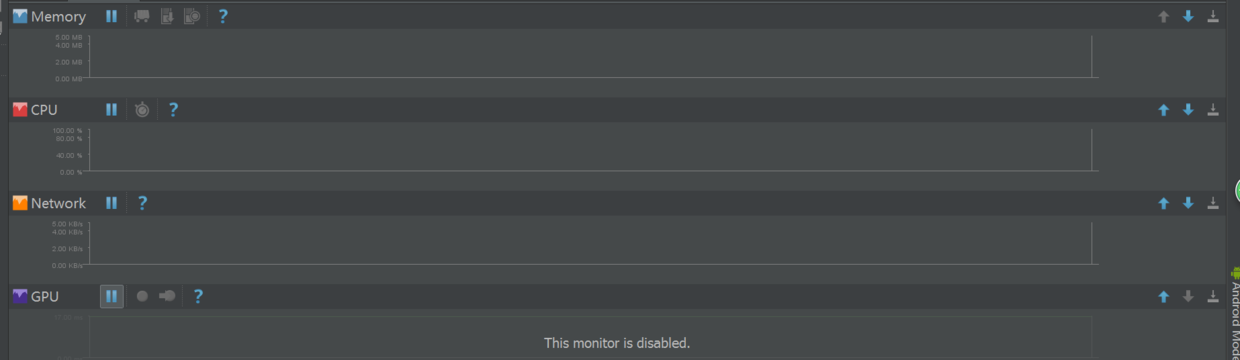 Memory ?
5.00 MB
4.00 MB
2.00 MB
0.00 MB
CPU ?
100.00 %
80.00 %
40.00 %
0.00 %
Network ?
5.00 KB/s
4.00 KB/s
2.00 KB/s
0.00 KB/s
GPU ?
This monitor is disabled.
Android Mode